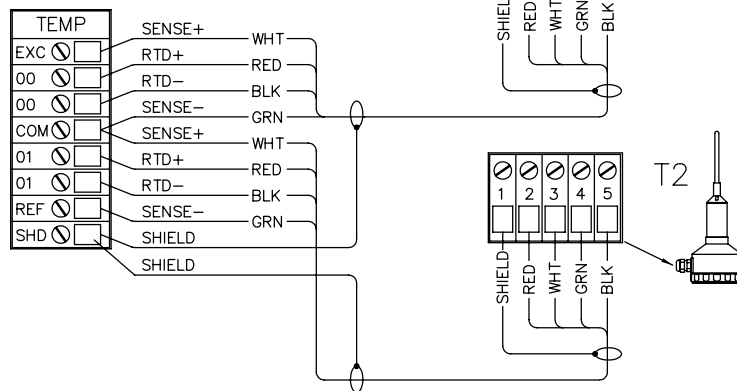 TEMP
EXC SENSE+ WHT
00 RTD+ RED
00 RTD- BLK
COM SENSE- GRN
SENSE+ WHT
01 RTD+ RED
01 RTD- BLK
REF SENSE- GRN
SHD SHIELD
SHIELD
SHIELD RED WHT GRN BLK
1 2 3 4 5
T2
SHIELD RED WHT GRN BLK